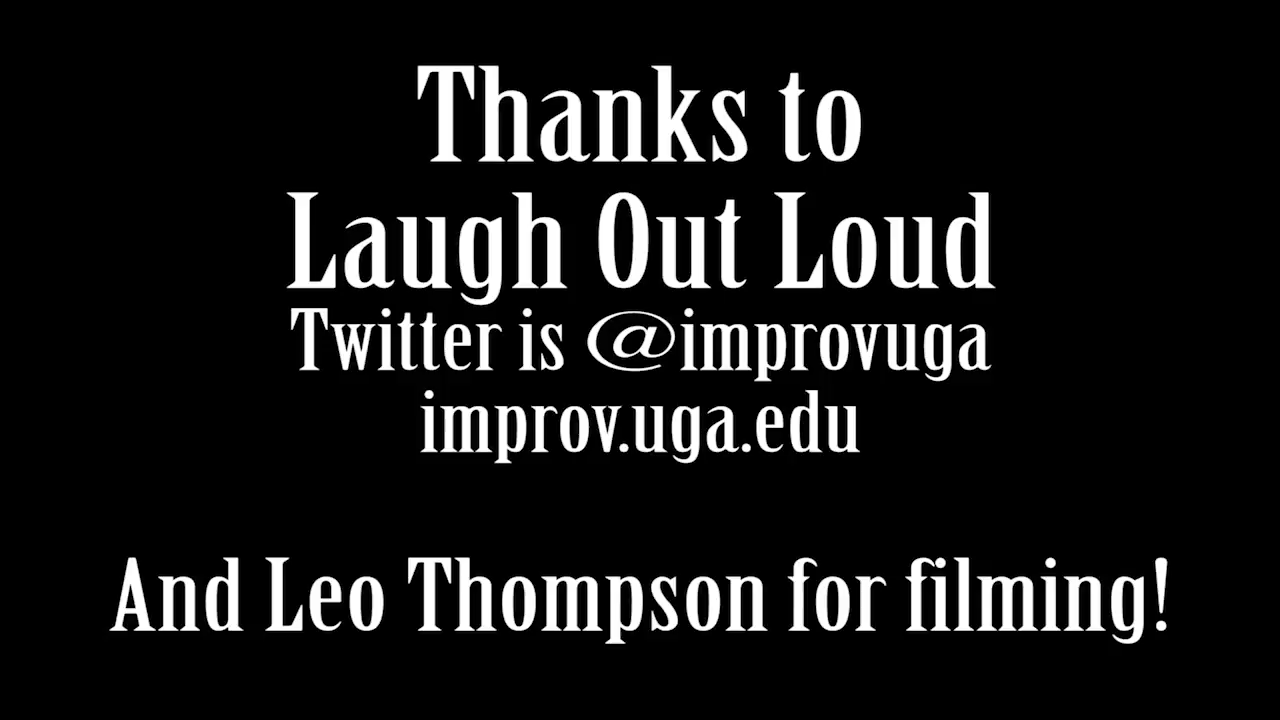 Thanks to
Laugh Out Loud
Twitter is @improvuga
improv.uga.edu
And Leo Thompson for filming!